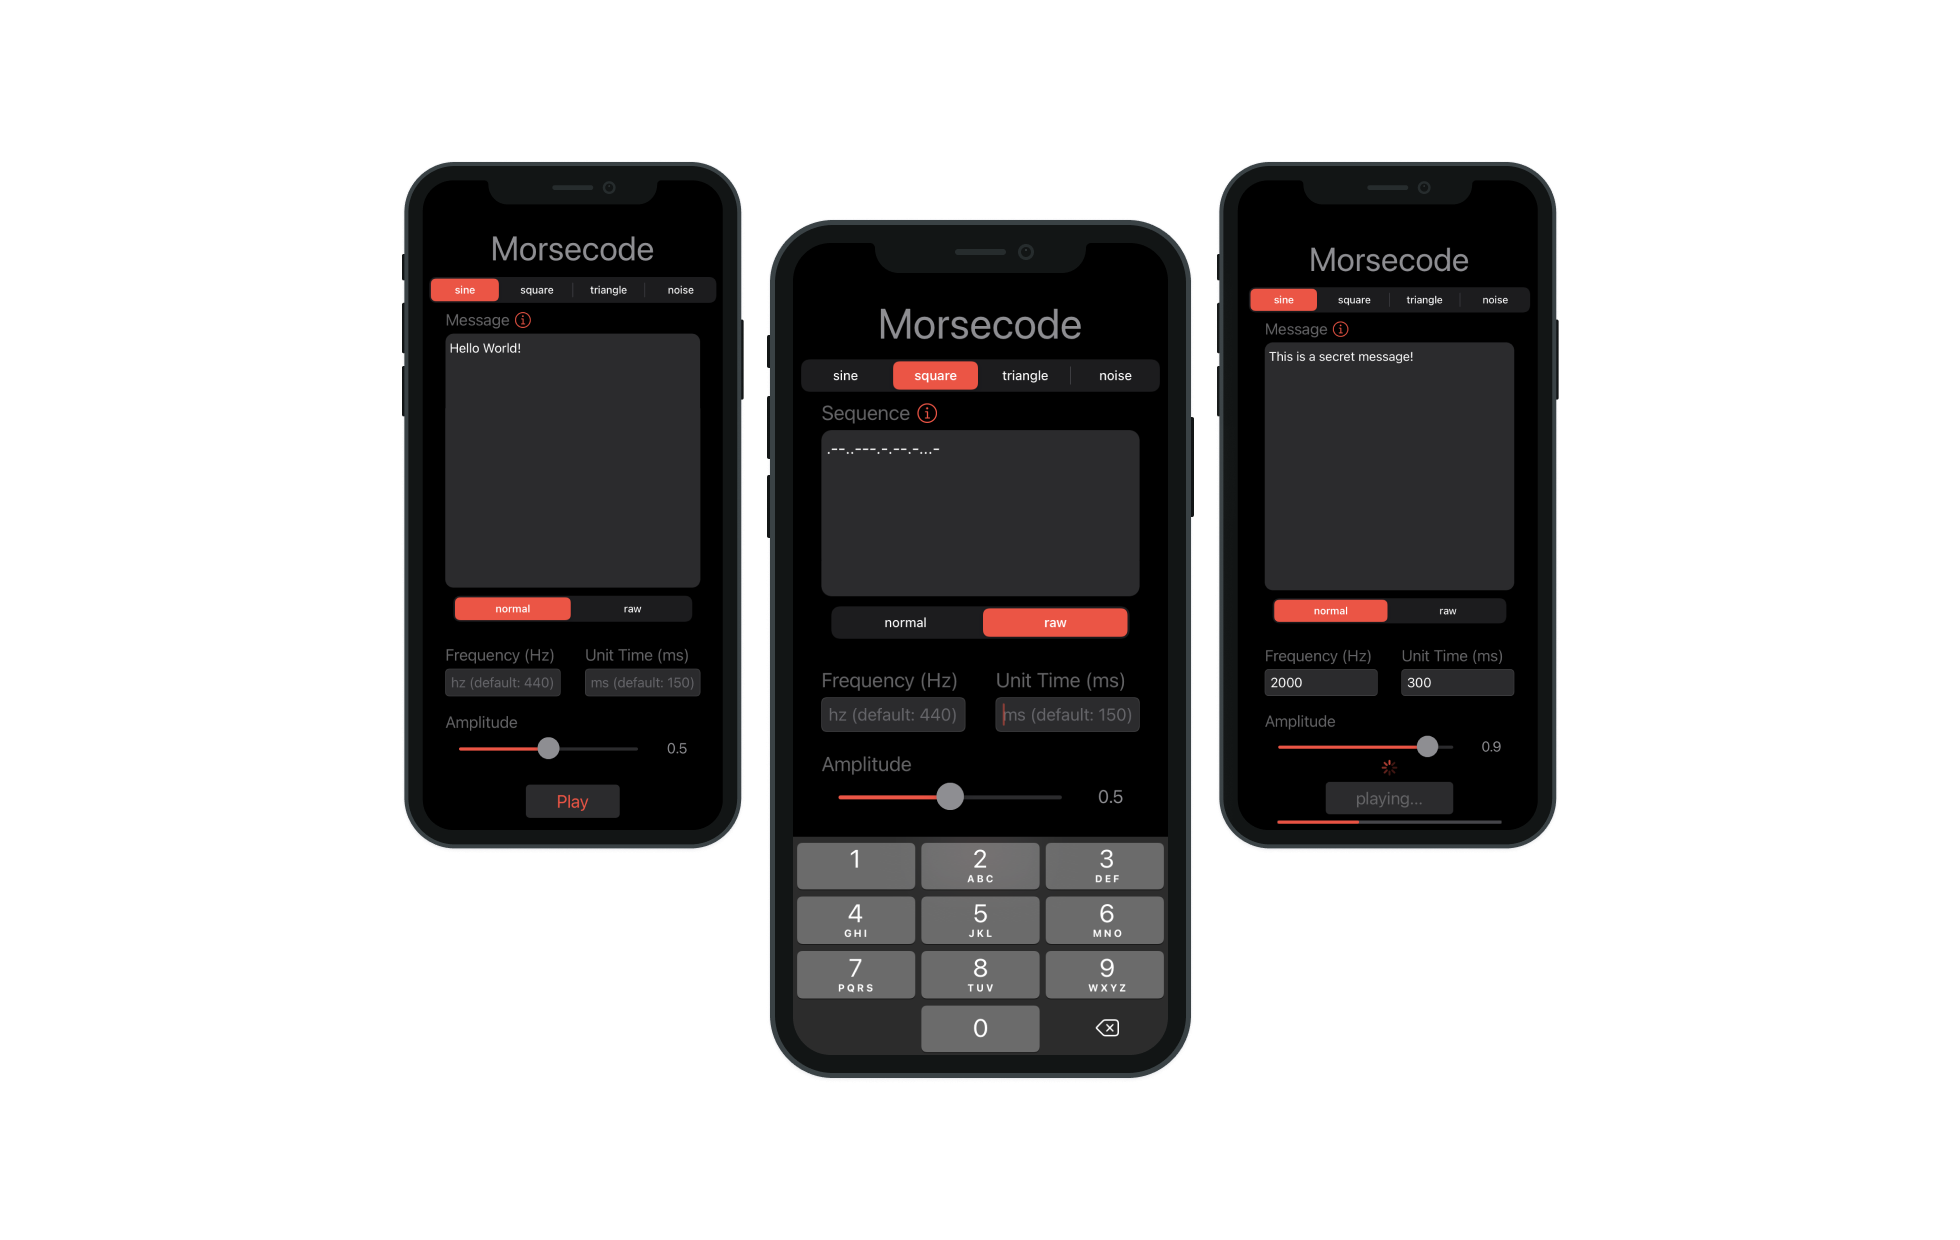 Morsecode
sine square triangle noise
Message
Hello World!
normal raw
Frequency (Hz) Unit Time (ms)
hz (default: 440) ms (default: 150)
Amplitude
0.5
Play
Morsecode
sine square triangle noise
Sequence
.--..---.-.--.-...-
normal raw
Frequency (Hz) Unit Time (ms)
hz (default: 440) ms (default: 150)
Amplitude
0.5
1 2 3
ABC DEF
4 5 6
GHI JKL MNO
7 8 9
PQRS TUV WXYZ
0
Morsecode
sine square triangle noise
Message
This is a secret message!
normal raw
Frequency (Hz) Unit Time (ms)
2000 300
Amplitude
0.9
playing...